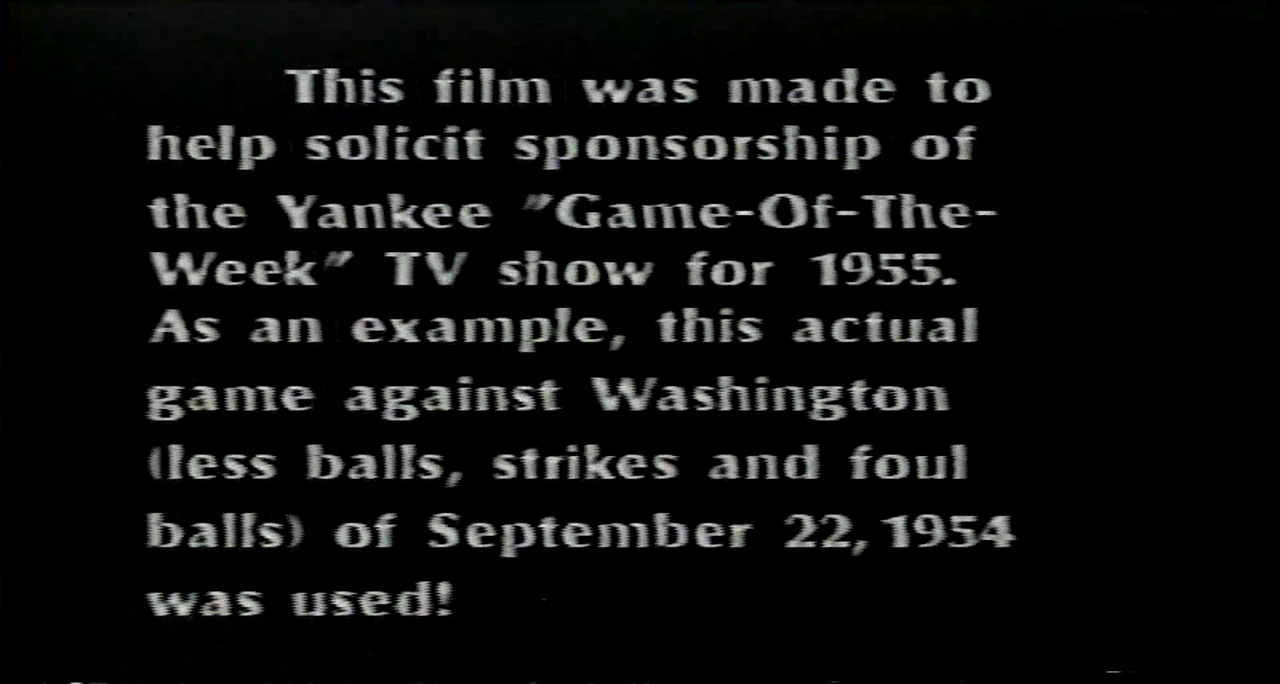 This film was made to
help solicit sponsorship of
the Yankee "Game-Of-The-
Week" TV show for 1955.
As an example, this actual
game against Washington
(less balls, strikes and foul
balls) of September 22, 1954
was used!